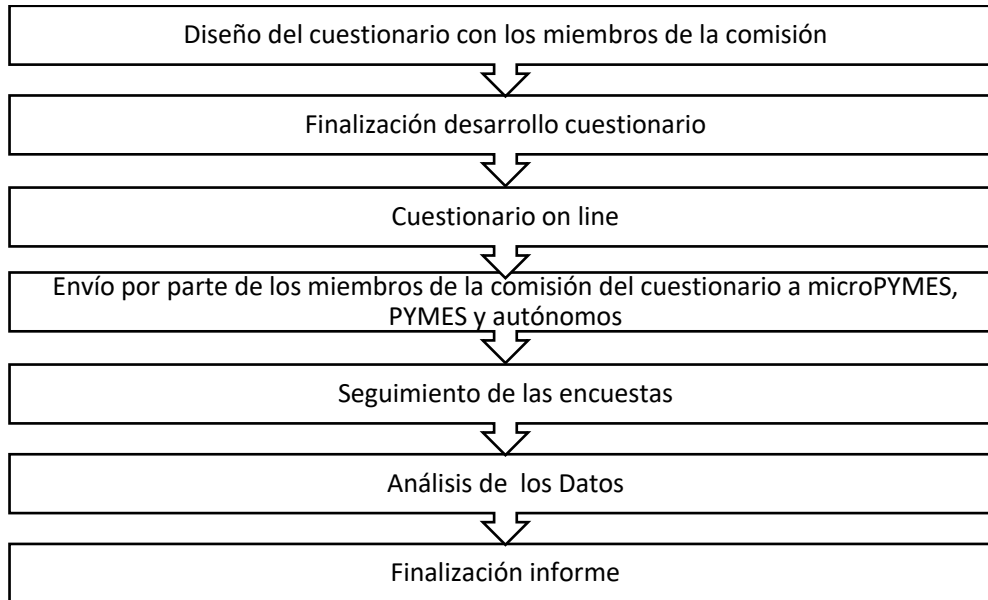 Diseño del cuestionario con los miembros de la comisión
Finalización desarrollo cuestionario
Cuestionario on line
Envío por parte de los miembros de la comisión del cuestionario a microPYMES,
PYMES y autónomos
Seguimiento de las encuestas
Análisis de  los Datos
Finalización informe